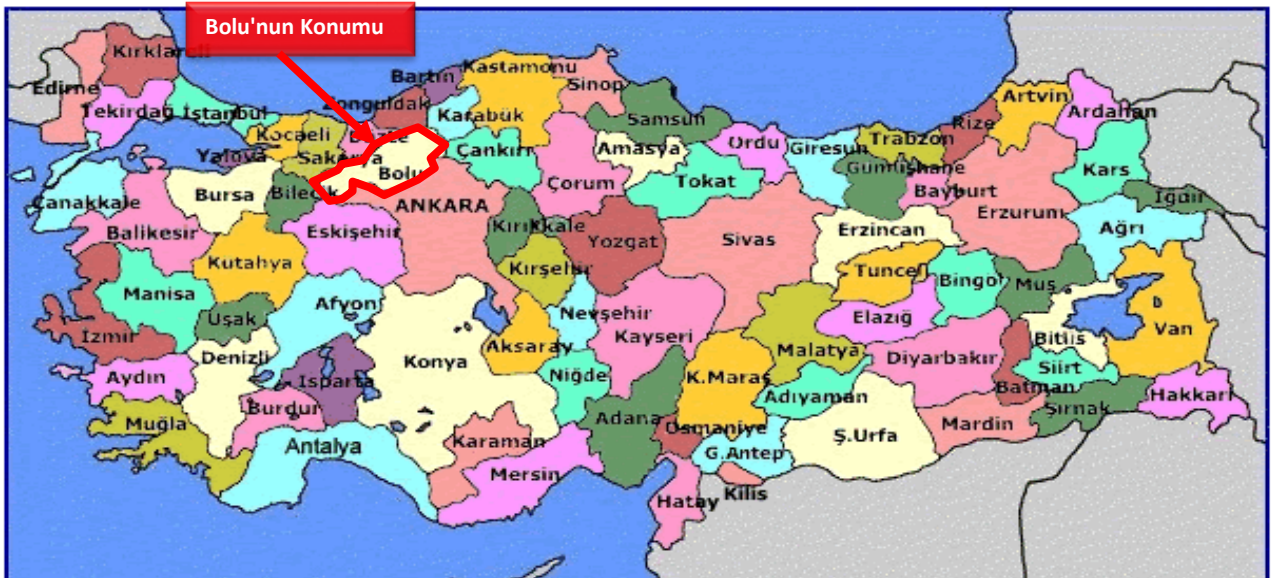 Bolu'nun Konumu
Kırklareli
Edirne
Tekirdağ
İstanbul
Kocaeli
Yalova
Sakarya
Zonguldak
Bartın
Kastamonu
Sinop
Karabük
Samsun
Bolu
Çankırı
Amasya
Ordu
Giresun
Trabzon
Rize
Artvin
Ardahan
Kars
Iğdır
Gümüşhane
Bayburt
Erzurum
Ağrı
Çanakkale
Bursa
Bilecik
ANKARA
Çorum
Tokat
Balikesir
Eskişehir
Kırıkkale
Yozgat
Sivas
Erzincan
Kutahya
Kırşehir
Tuncel
Bingöl
Muş
Manisa
Uşak
Afyon
Nevşehir
Kayseri
Elazığ
Bitlis
Van
İzmir
Denizli
Konya
Aksaray
Malatya
Diyarbakır
Siirt
Aydın
Isparta
Niğde
K.Maraş
Adıyaman
Batman
Şırnak
Hakkari
Burdur
Muğla
Adana
Osmaniye
Ş.Urfa
Mardin
Antalya
Karaman
Mersin
G.Antep
Hatay
Kilis